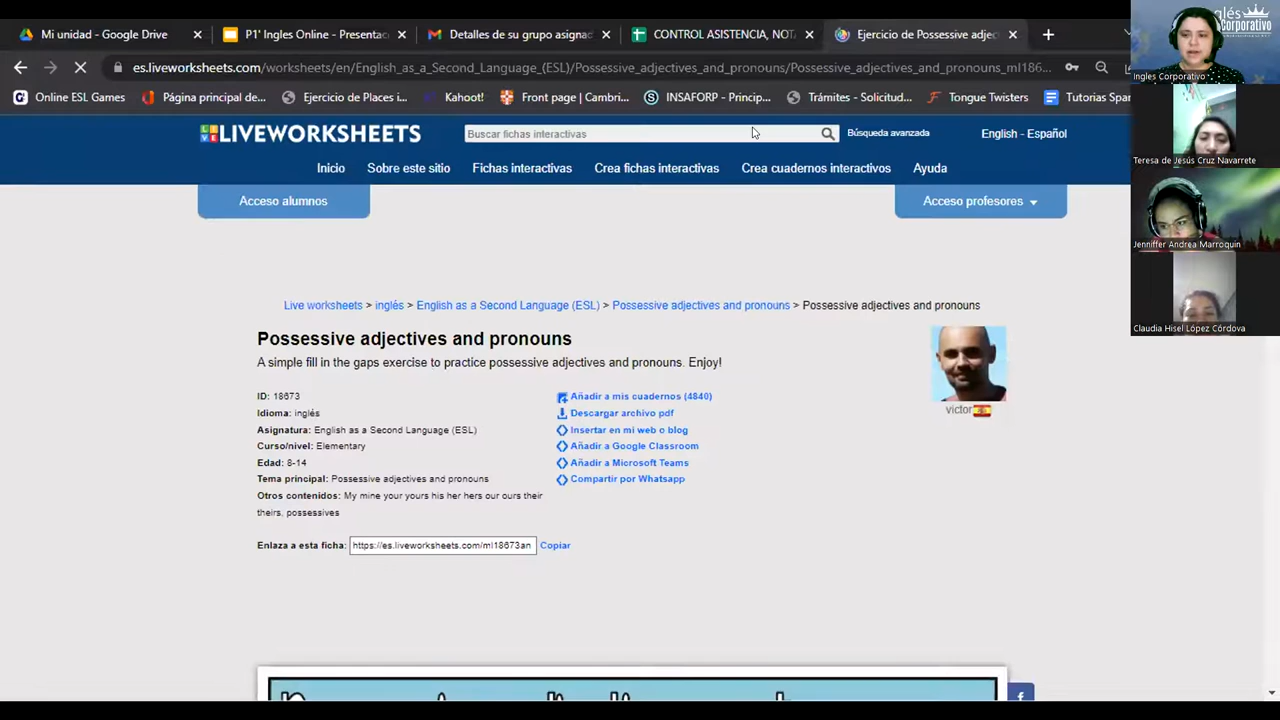 Mi unidad - Google Drive
P1' Ingles Online - Presentac
Detalles de su grupo asignad
CONTROL ASISTENCIA, NOTA
Ejercicio de Possessive adjec
es.liveworksheets.com/worksheets/en/English_as_a_Second_Language_(ESL)/Possessive_adjectives_and_pronouns/Possessive_adjectives_and_pronouns_ml186...
Online ESL Games
Página principal de...
Ejercicio de Places i...
Kahoot!
Front page | Cambri...
INSAFORP - Princip...
Trámites - Solicitud...
Tongue Twisters
Tutorias Span
LIVEWORKSHEETS
Buscar fichas interactivas
Búsqueda avanzada
English - Español
Inicio
Sobre este sitio
Fichas interactivas
Crea fichas interactivas
Crea cuadernos interactivos
Ayuda
Acceso alumnos
Acceso profesores
Live worksheets > inglés > English as a Second Language (ESL) > Possessive adjectives and pronouns > Possessive adjectives and pronouns
Possessive adjectives and pronouns
A simple fill in the gaps exercise to practice possessive adjectives and pronouns. Enjoy!
ID: 18673
Idioma: inglés
Asignatura: English as a Second Language (ESL)
Curso/nivel: Elementary
Edad: 8-14
Tema principal: Possessive adjectives and pronouns
Otros contenidos: My mine your yours his her hers our ours their
theirs, possessives
Añadir a mis cuadernos (4840)
Descargar archivo pdf
Insertar en mi web o blog
Añadir a Google Classroom
Añadir a Microsoft Teams
Compartir por Whatsapp
victor
Enlaza a esta ficha: https://es.liveworksheets.com/ml18673an Copiar
Corporativo
Ingles Corporativo
Teresa de Jesús Cruz Navarrete
Jenniffer Andrea Marroquin
Claudia Hisel López Córdova